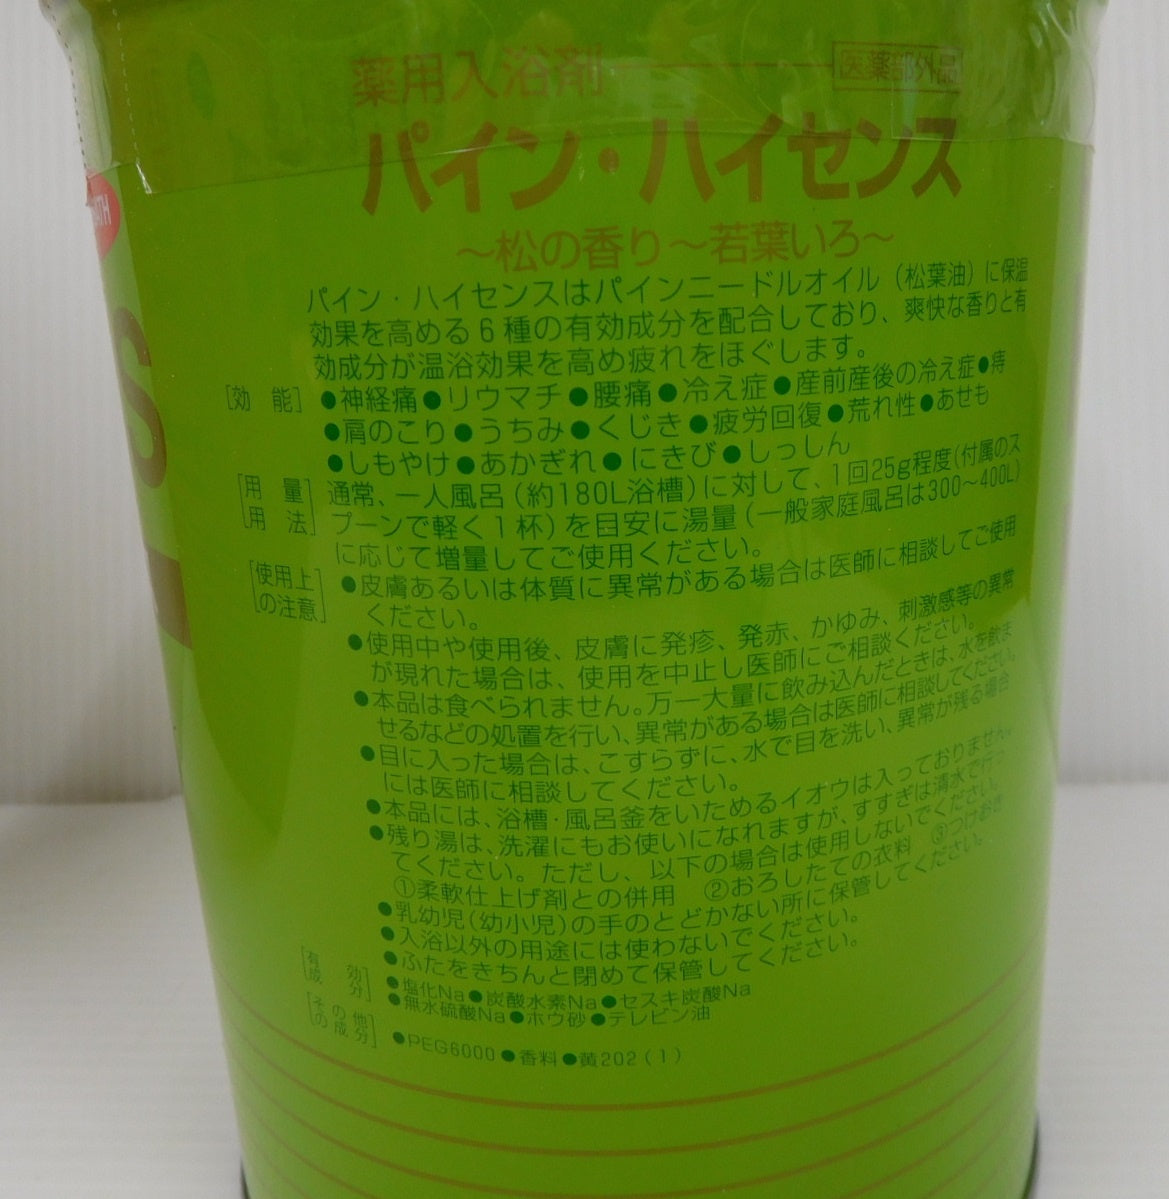 薬用入浴剤
医薬部外品
パイン・ハイセンス
～松の香り～若葉いろ～
パイン・ハイセンスはパインニードルオイル（松葉油）に保温
効果を高める6種の有効成分を配合しており、爽快な香りと有
効成分が温浴効果を高め疲れをほぐします。
［効 能］●神経痛●リウマチ●腰痛●冷え症●産前産後の冷え症●痔
●肩のこり●うちみ●くじき●疲労回復●荒れ性●あせも
●しもやけ●あかぎれ●にきび●しっしん
［用 量 用 法］通常、一人風呂（約180L浴槽）に対して、1回25g程度（付属のス
プーンで軽く1杯）を目安に湯量（一般家庭風呂は300～400L）
に応じて増量してご使用ください。
［使用上の注意］●皮膚あるいは体質に異常がある場合は医師に相談してご使用
ください。
●使用中や使用後、皮膚に発疹、発赤、かゆみ、刺激感等の異常
が現れた場合は、使用を中止し医師にご相談ください。
●本品は食べられません。万一大量に飲み込んだときは、水を飲ま
せるなどの処置を行い、異常がある場合は医師に相談してください。
●目に入った場合は、こすらずに、水で目を洗い、異常が残る場合
には医師に相談してください。
●本品には、浴槽・風呂釜をいためるイオウは入っておりません。
●残り湯は、洗濯にもお使いになれますが、すすぎは清水で行っ
てください。ただし、以下の場合は使用しないでください。
①柔軟仕上げ剤との併用 ②おろしたての衣料 ③つけおき
●乳幼児（幼小児）の手のとどかない所に保管してください。
●入浴以外の用途には使わないでください。
●ふたをきちんと閉めて保管してください。
［有 効 成 分］●塩化Na●炭酸水素Na●セスキ炭酸Na
●無水硫酸Na●ホウ砂●テレビン油
［その他の成分］●PEG6000●香料●黄202（1）